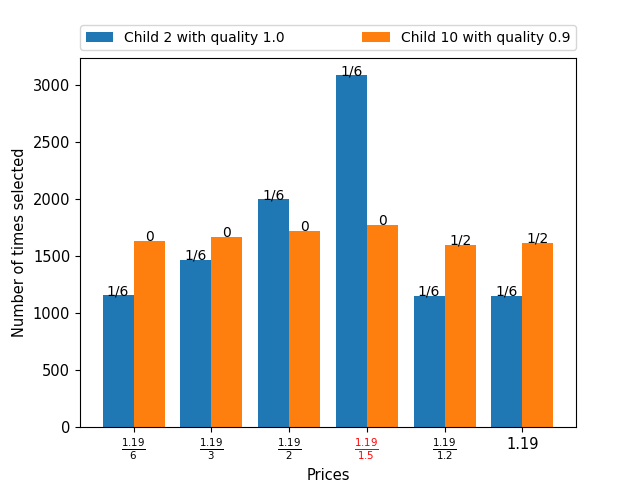 Child 2 with quality 1.0 Child 10 with quality 0.9
Number of times selected
3000
2500
2000
1500
1000
500
0
1/6 0 1/6 0 1/6 0 1/6 0 1/6 1/2 1/6 1/2
1.19/6 1.19/3 1.19/2 1.19/1.5 1.19/1.2 1.19
Prices